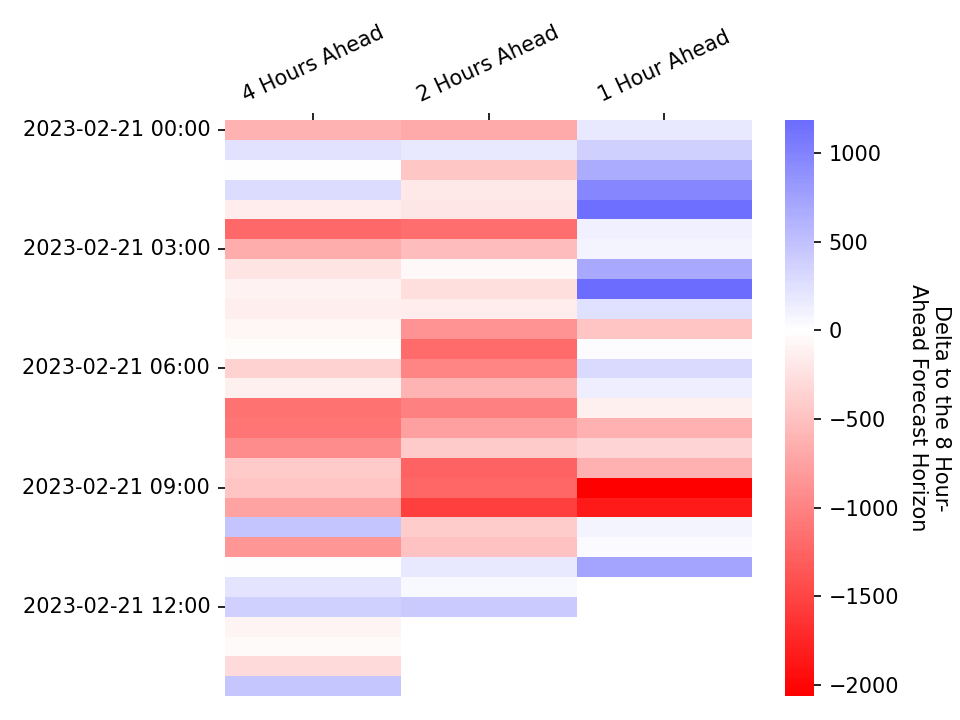 4 Hours Ahead
2 Hours Ahead
1 Hour Ahead
2023-02-21 00:00
2023-02-21 03:00
2023-02-21 06:00
2023-02-21 09:00
2023-02-21 12:00
1000
500
0
−500
−1000
−1500
−2000
Delta to the 8 Hour-
Ahead Forecast Horizon